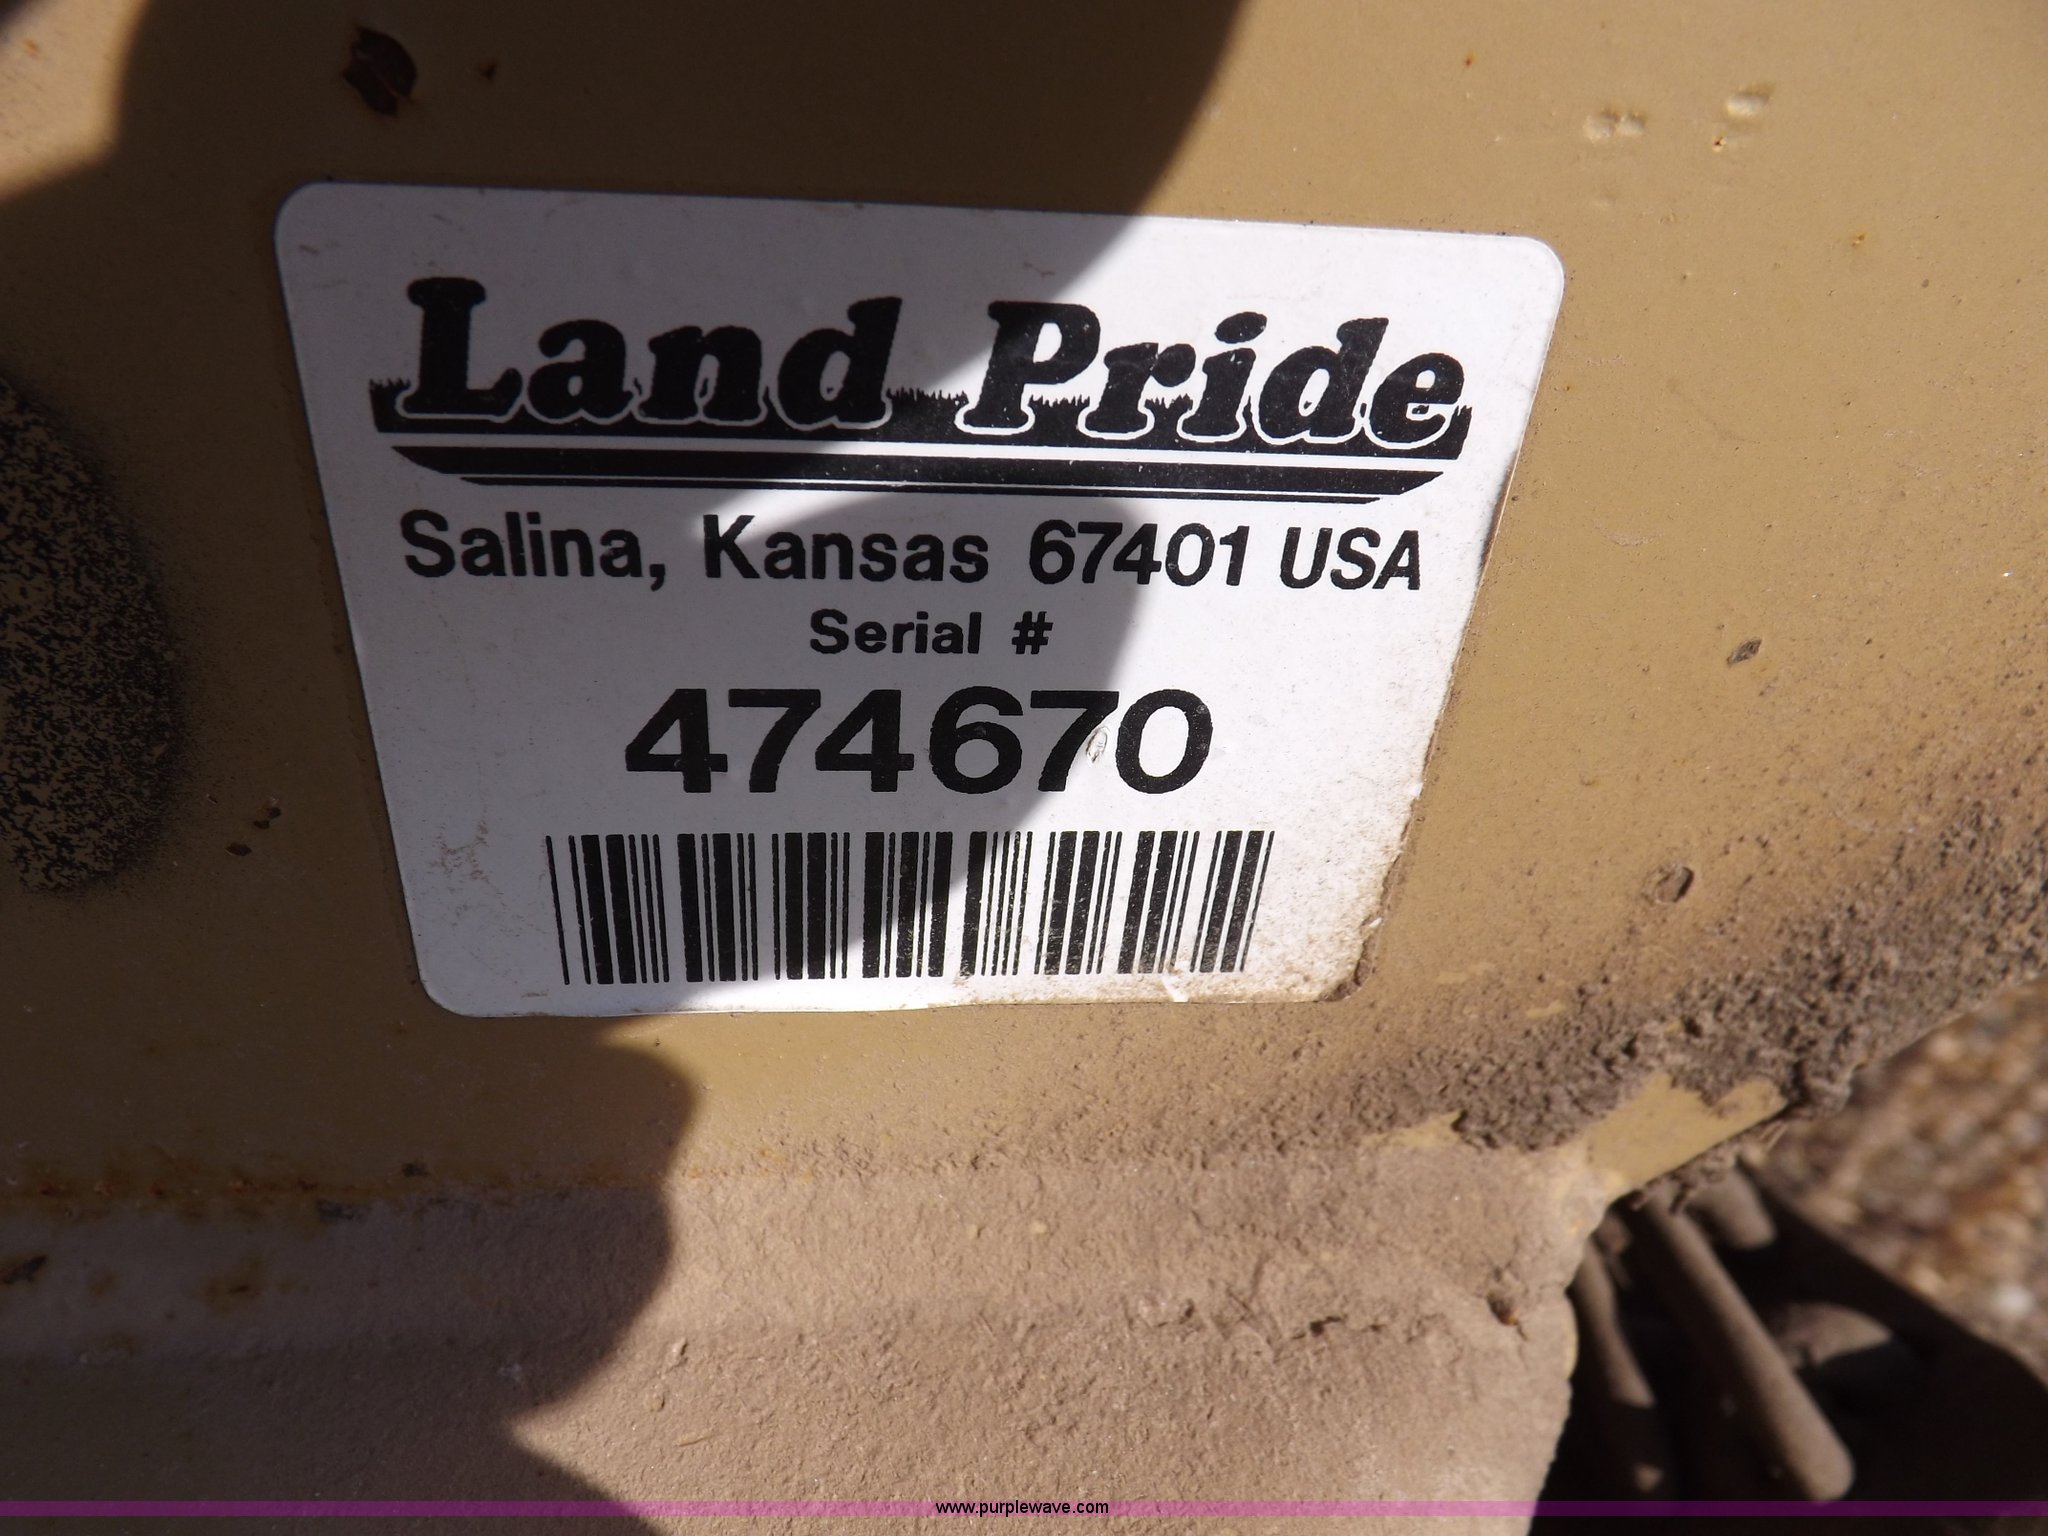 Land Pride
Salina, Kansas 67401 USA
Serial #
474670
www.purplewave.com